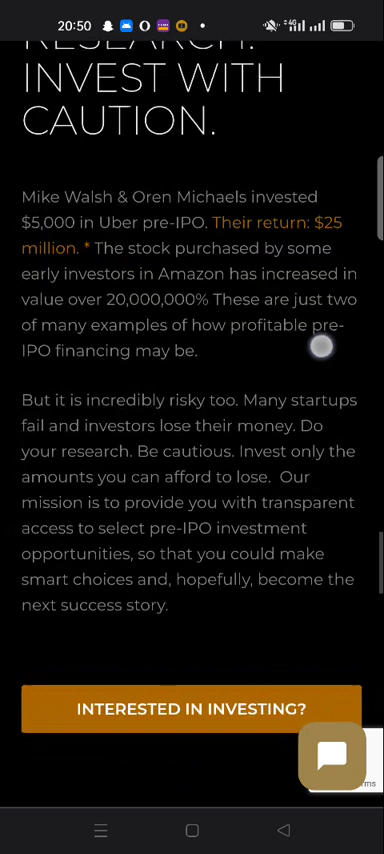 20:50
4G
RESEARCH.
INVEST WITH
CAUTION.
Mike Walsh & Oren Michaels invested
$5,000 in Uber pre-IPO. Their return: $25
million. * The stock purchased by some
early investors in Amazon has increased in
value over 20,000,000% These are just two
of many examples of how profitable pre-
IPO financing may be.
But it is incredibly risky too. Many startups
fail and investors lose their money. Do
your research. Be cautious. Invest only the
amounts you can afford to lose. Our
mission is to provide you with transparent
access to select pre-IPO investment
opportunities, so that you could make
smart choices and, hopefully, become the
next success story.
INTERESTED IN INVESTING?